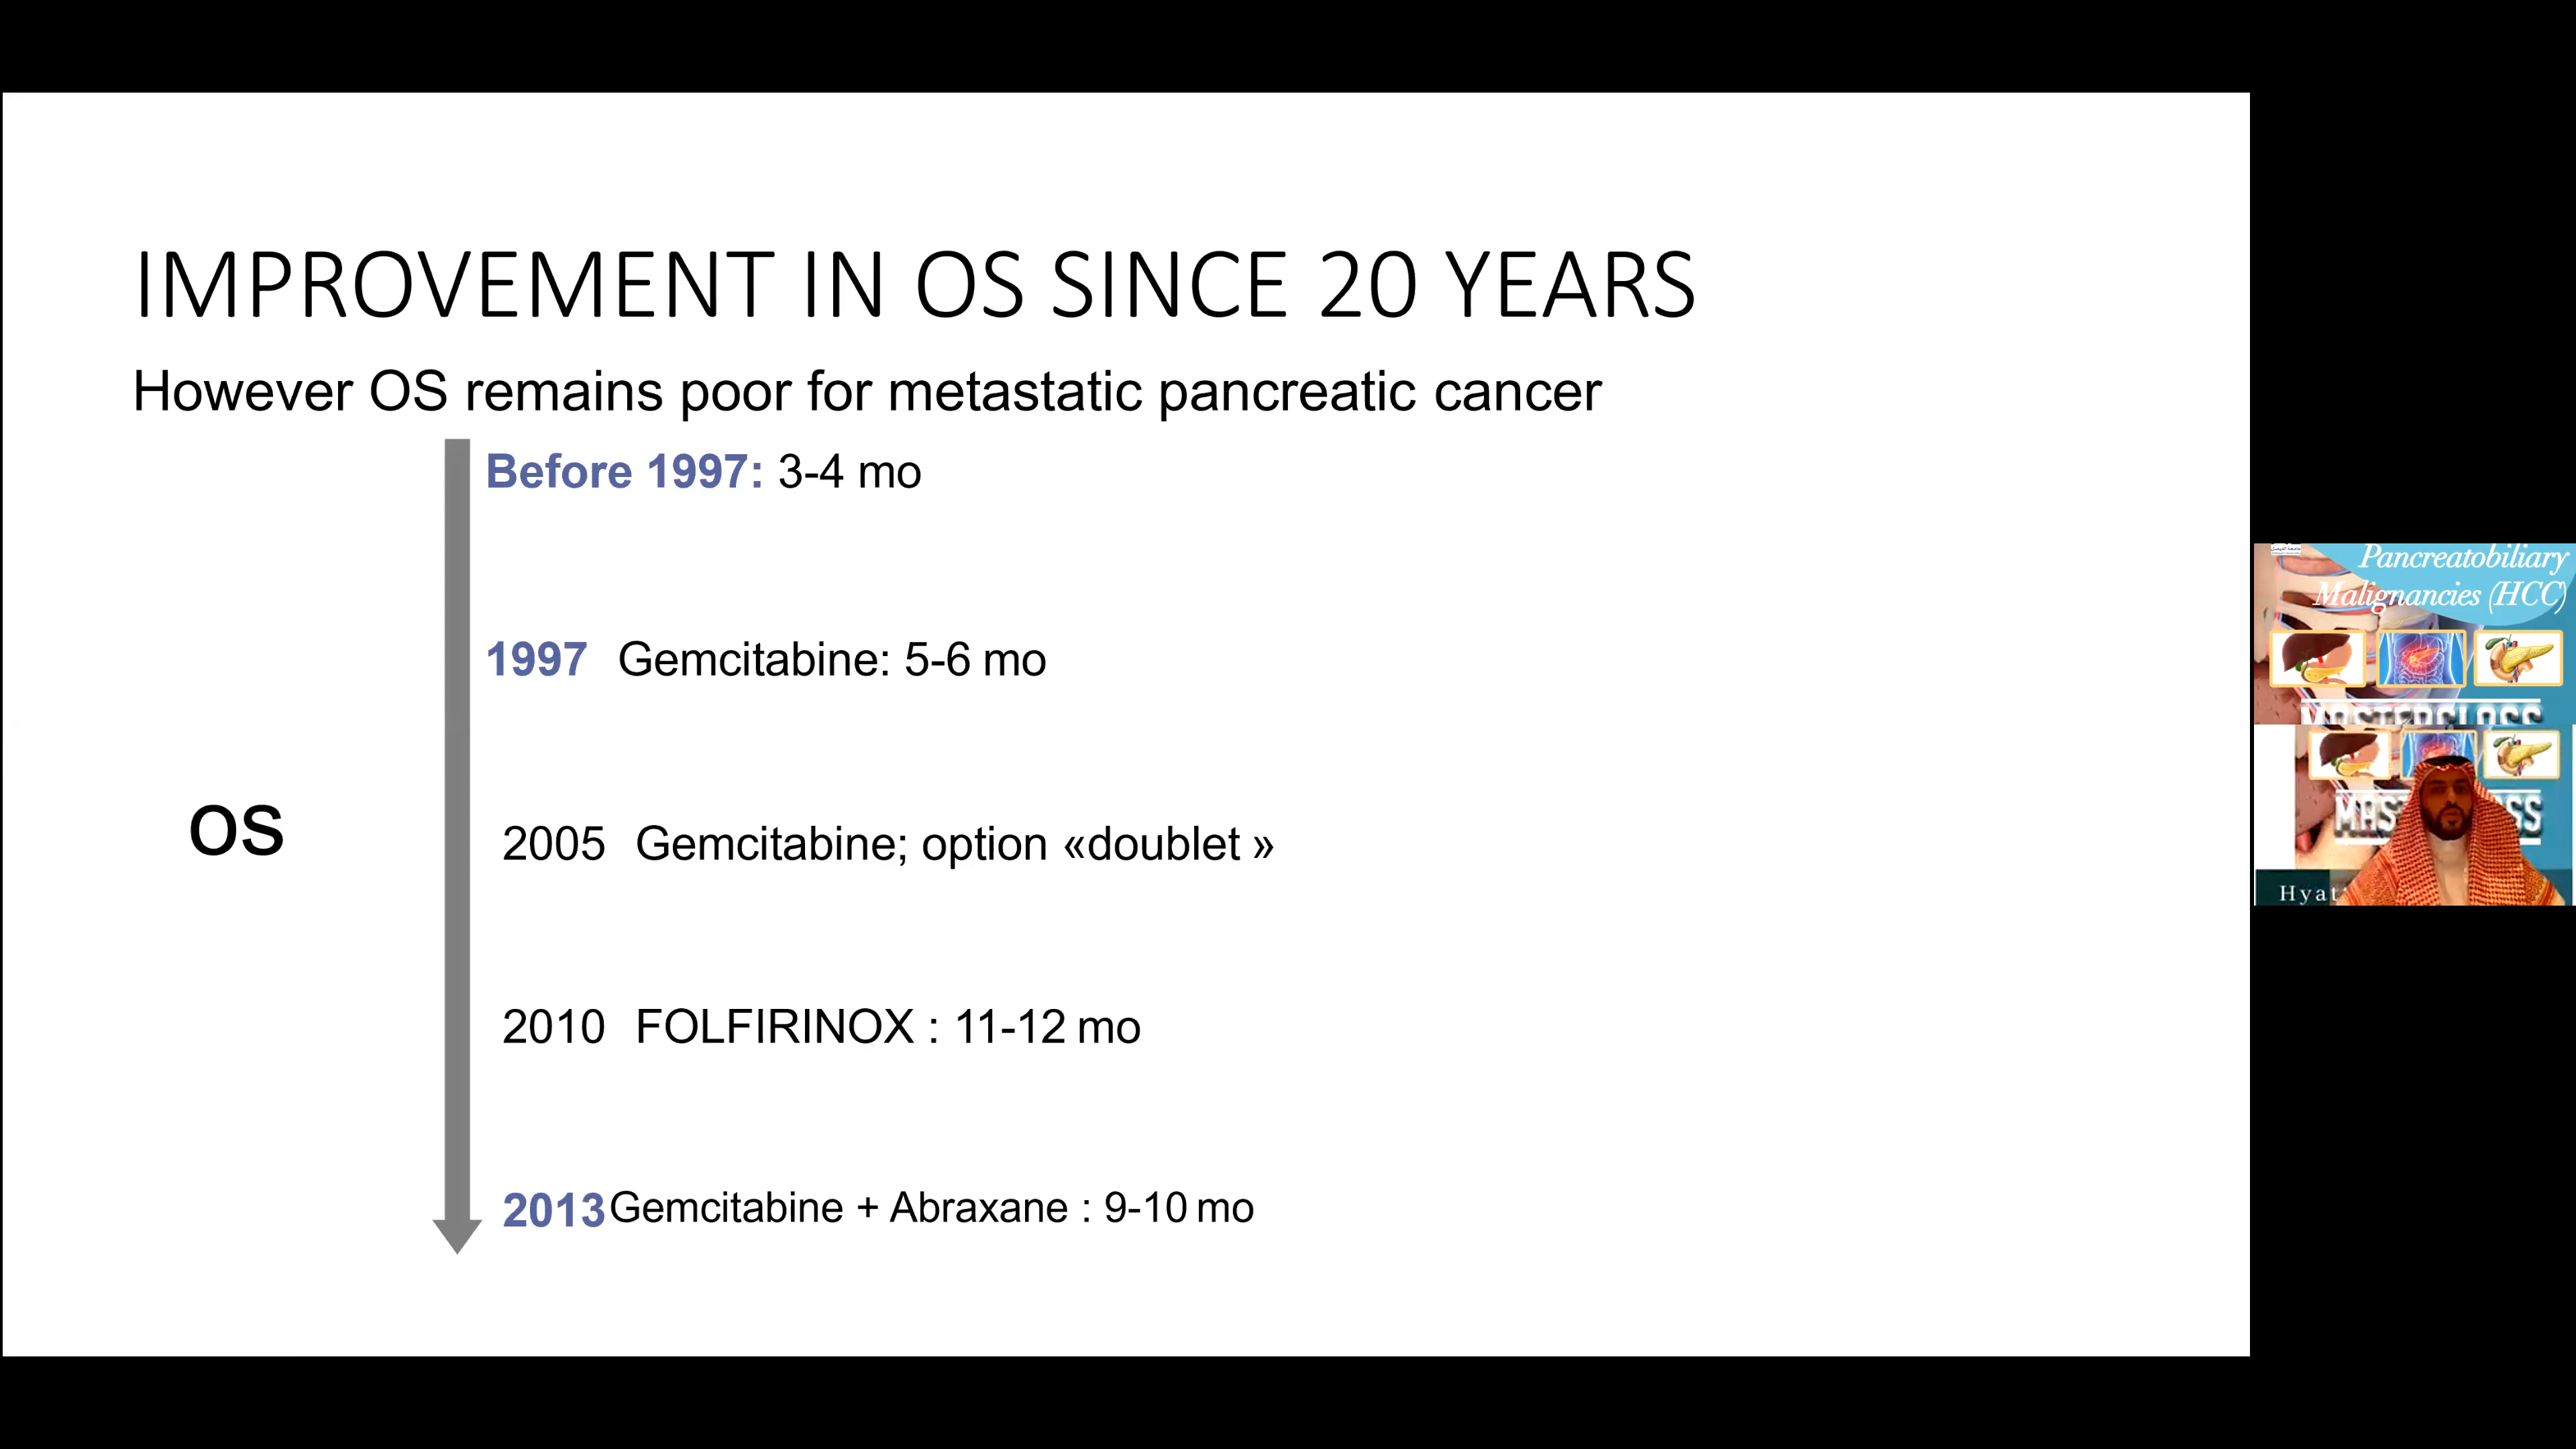 IMPROVEMENT IN OS SINCE 20 YEARS
However OS remains poor for metastatic pancreatic cancer
Before 1997: 3-4 mo
1997 Gemcitabine: 5-6 mo
OS
2005 Gemcitabine; option «doublet »
2010 FOLFIRINOX : 11-12 mo
2013 Gemcitabine + Abraxane : 9-10 mo
Pancreatobiliary
Malignancies (HCC)
MASTERCLASS
Hyat